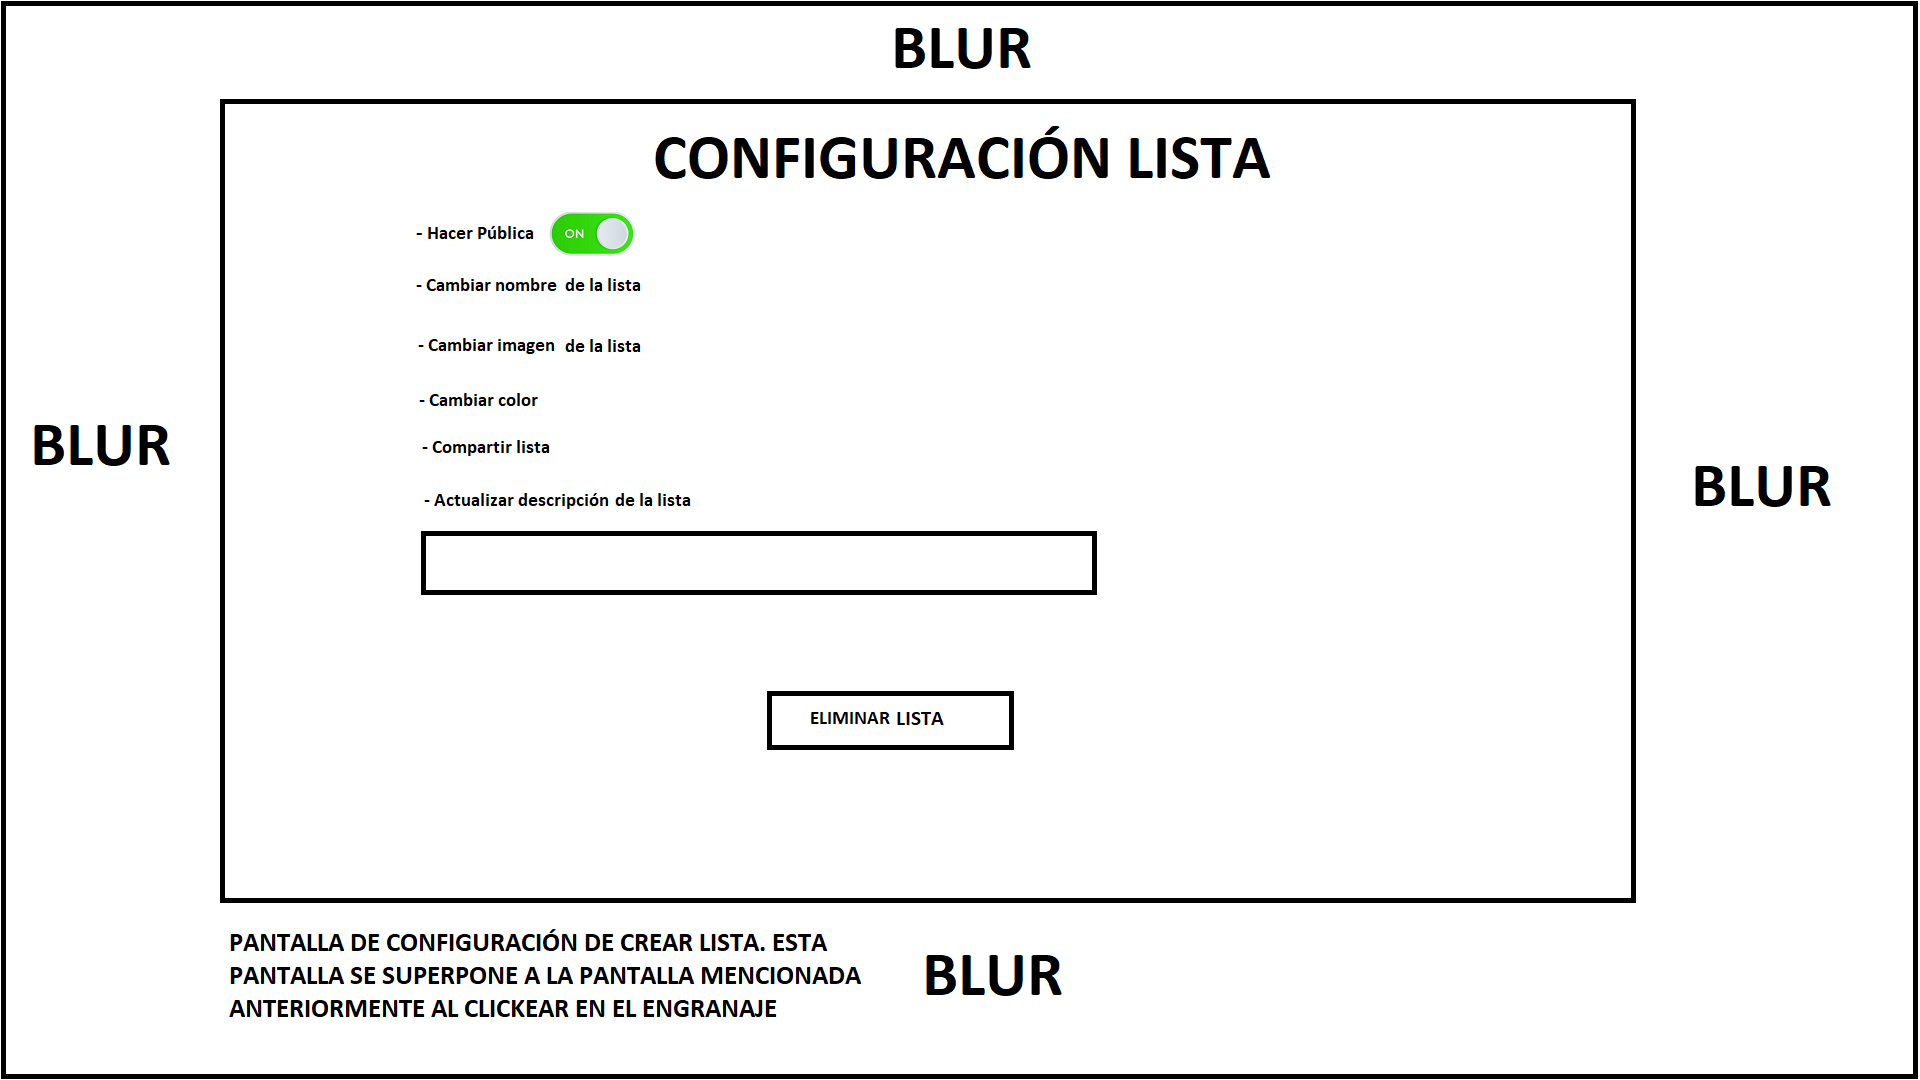 BLUR
CONFIGURACIÓN LISTA
- Hacer Pública ON
- Cambiar nombre de la lista
- Cambiar imagen de la lista
- Cambiar color
BLUR
- Compartir lista
BLUR
- Actualizar descripción de la lista
ELIMINAR LISTA
PANTALLA DE CONFIGURACIÓN DE CREAR LISTA. ESTA
PANTALLA SE SUPERPONE A LA PANTALLA MENCIONADA
ANTERIORMENTE AL CLICKEAR EN EL ENGRANAJE
BLUR